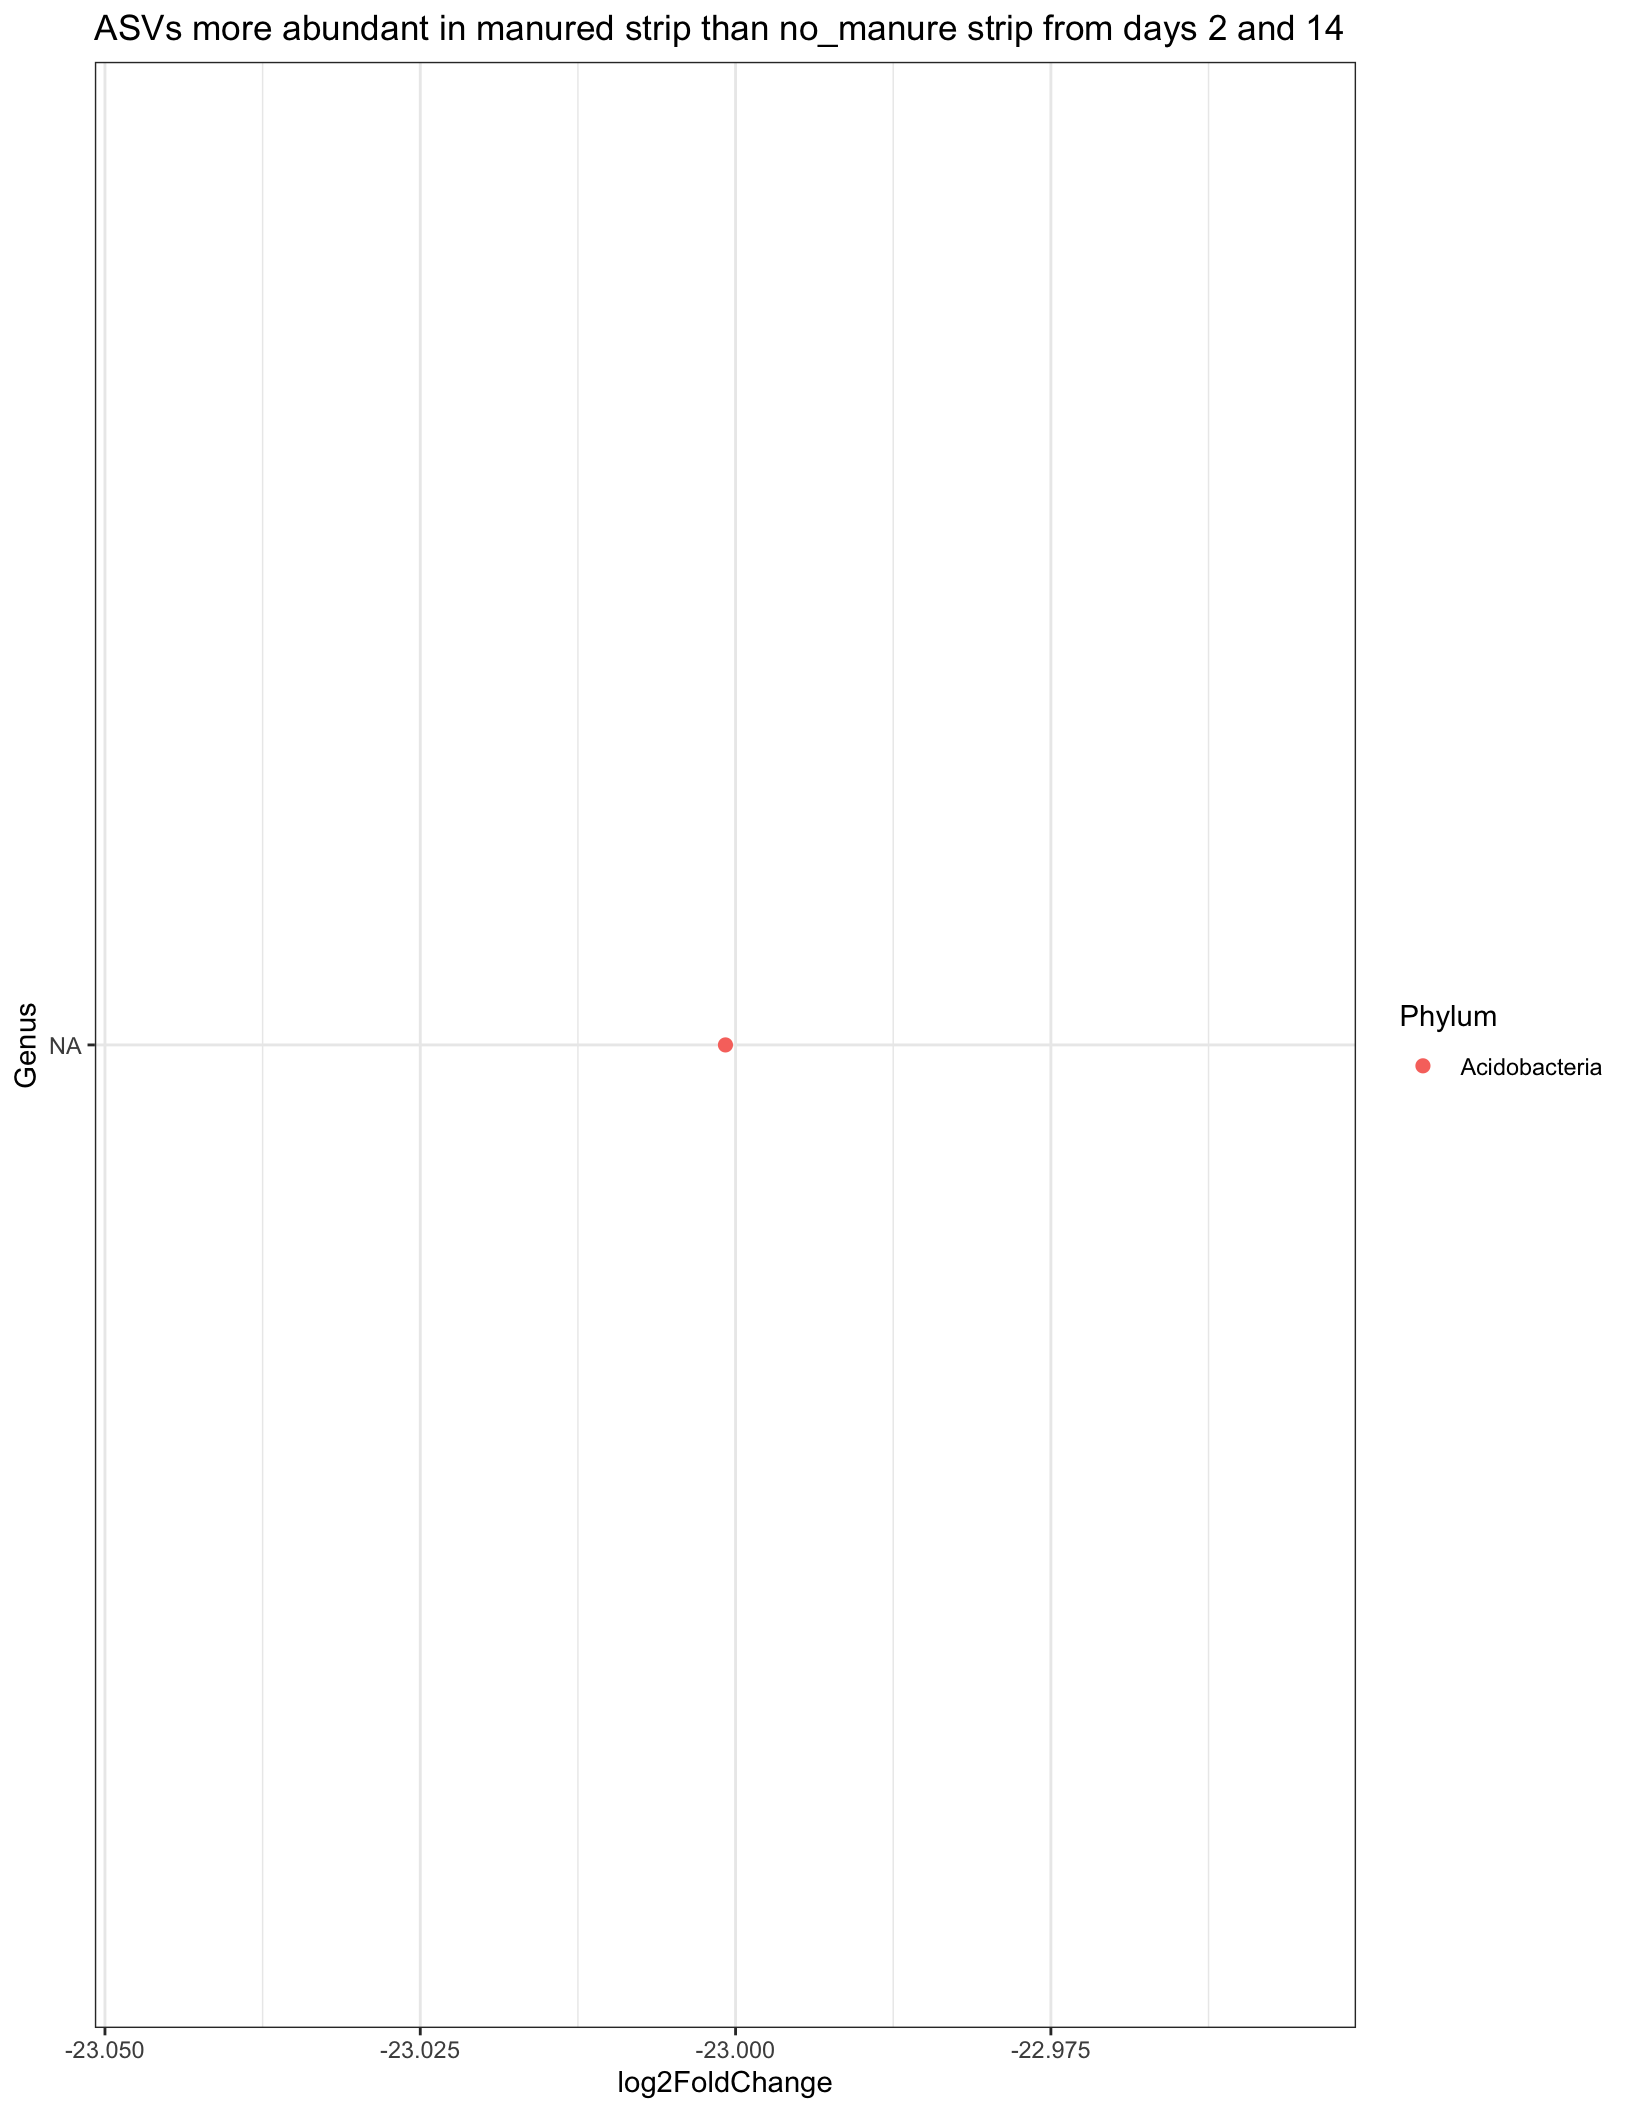 ASVs more abundant in manured strip than no_manure strip from days 2 and 14
Genus
NA
Phylum
Acidobacteria
-23.050
-23.025
-23.000
-22.975
log2FoldChange